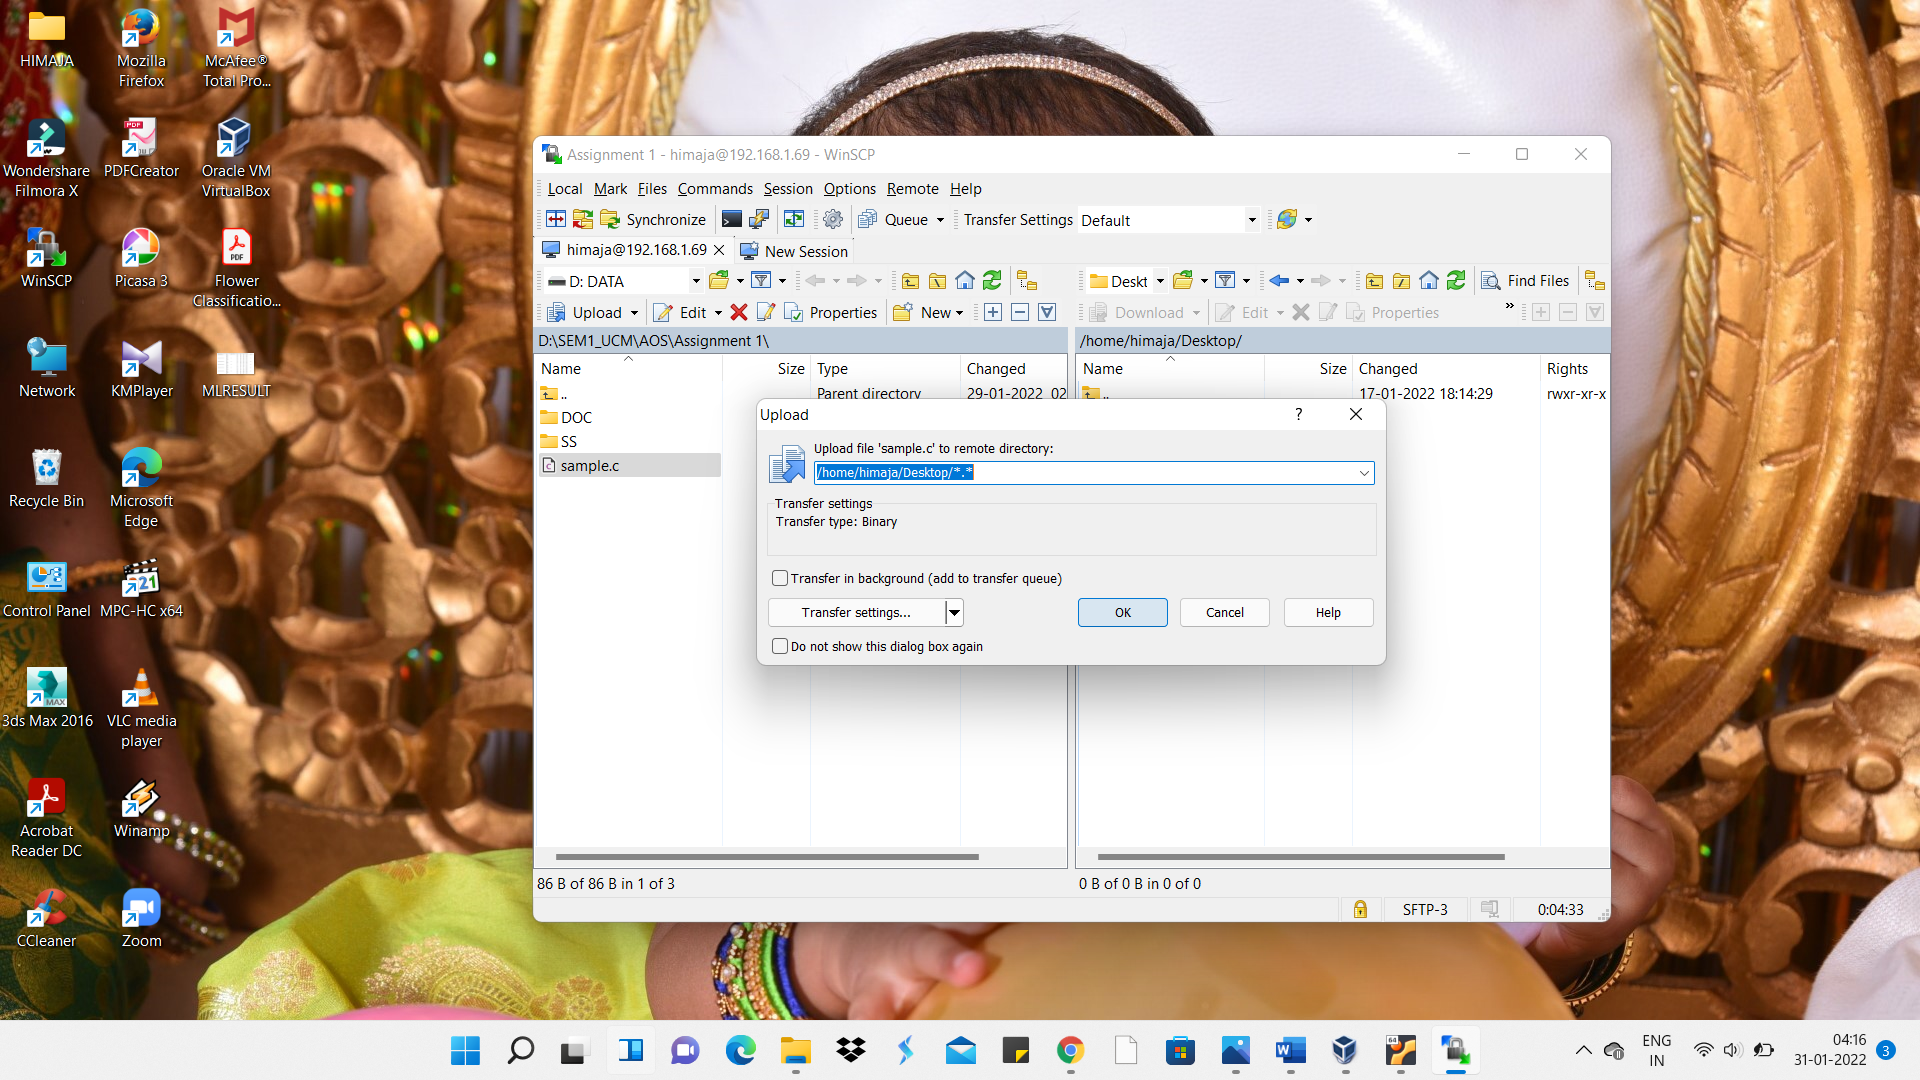 HIMAJA
Mozilla
Firefox
McAfee®
Total Pro...
Wondershare
Filmora X
PDFCreator
Oracle VM
VirtualBox
WinSCP
Picasa 3
Flower
Classificatio...
Network
KMPlayer
MLRESULT
Recycle Bin
Microsoft
Edge
Control Panel
MPC-HC x64
3ds Max 2016
VLC media
player
Acrobat
Reader DC
Winamp
CCleaner
Zoom
Assignment 1 - himaja@192.168.1.69 - WinSCP
Local Mark Files Commands Session Options Remote Help
Synchronize Queue Transfer Settings Default
himaja@192.168.1.69 New Session
D: DATA Deskt Find Files
Upload Edit Properties New Download Edit Properties »
D:\SEM1_UCM\AOS\Assignment 1\ /home/himaja/Desktop/
Name Size Type Changed Name Size Changed Rights
.. Parent directory 29-01-2022 02 .. 17-01-2022 18:14:29 rwxr-xr-x
DOC
SS
sample.c
Upload ?
Upload file 'sample.c' to remote directory:
/home/himaja/Desktop/*.*
Transfer settings
Transfer type: Binary
Transfer in background (add to transfer queue)
Transfer settings... OK Cancel Help
Do not show this dialog box again
86 B of 86 B in 1 of 3 0 B of 0 B in 0 of 0
SFTP-3 0:04:33
ENG
IN
04:16
31-01-2022
3